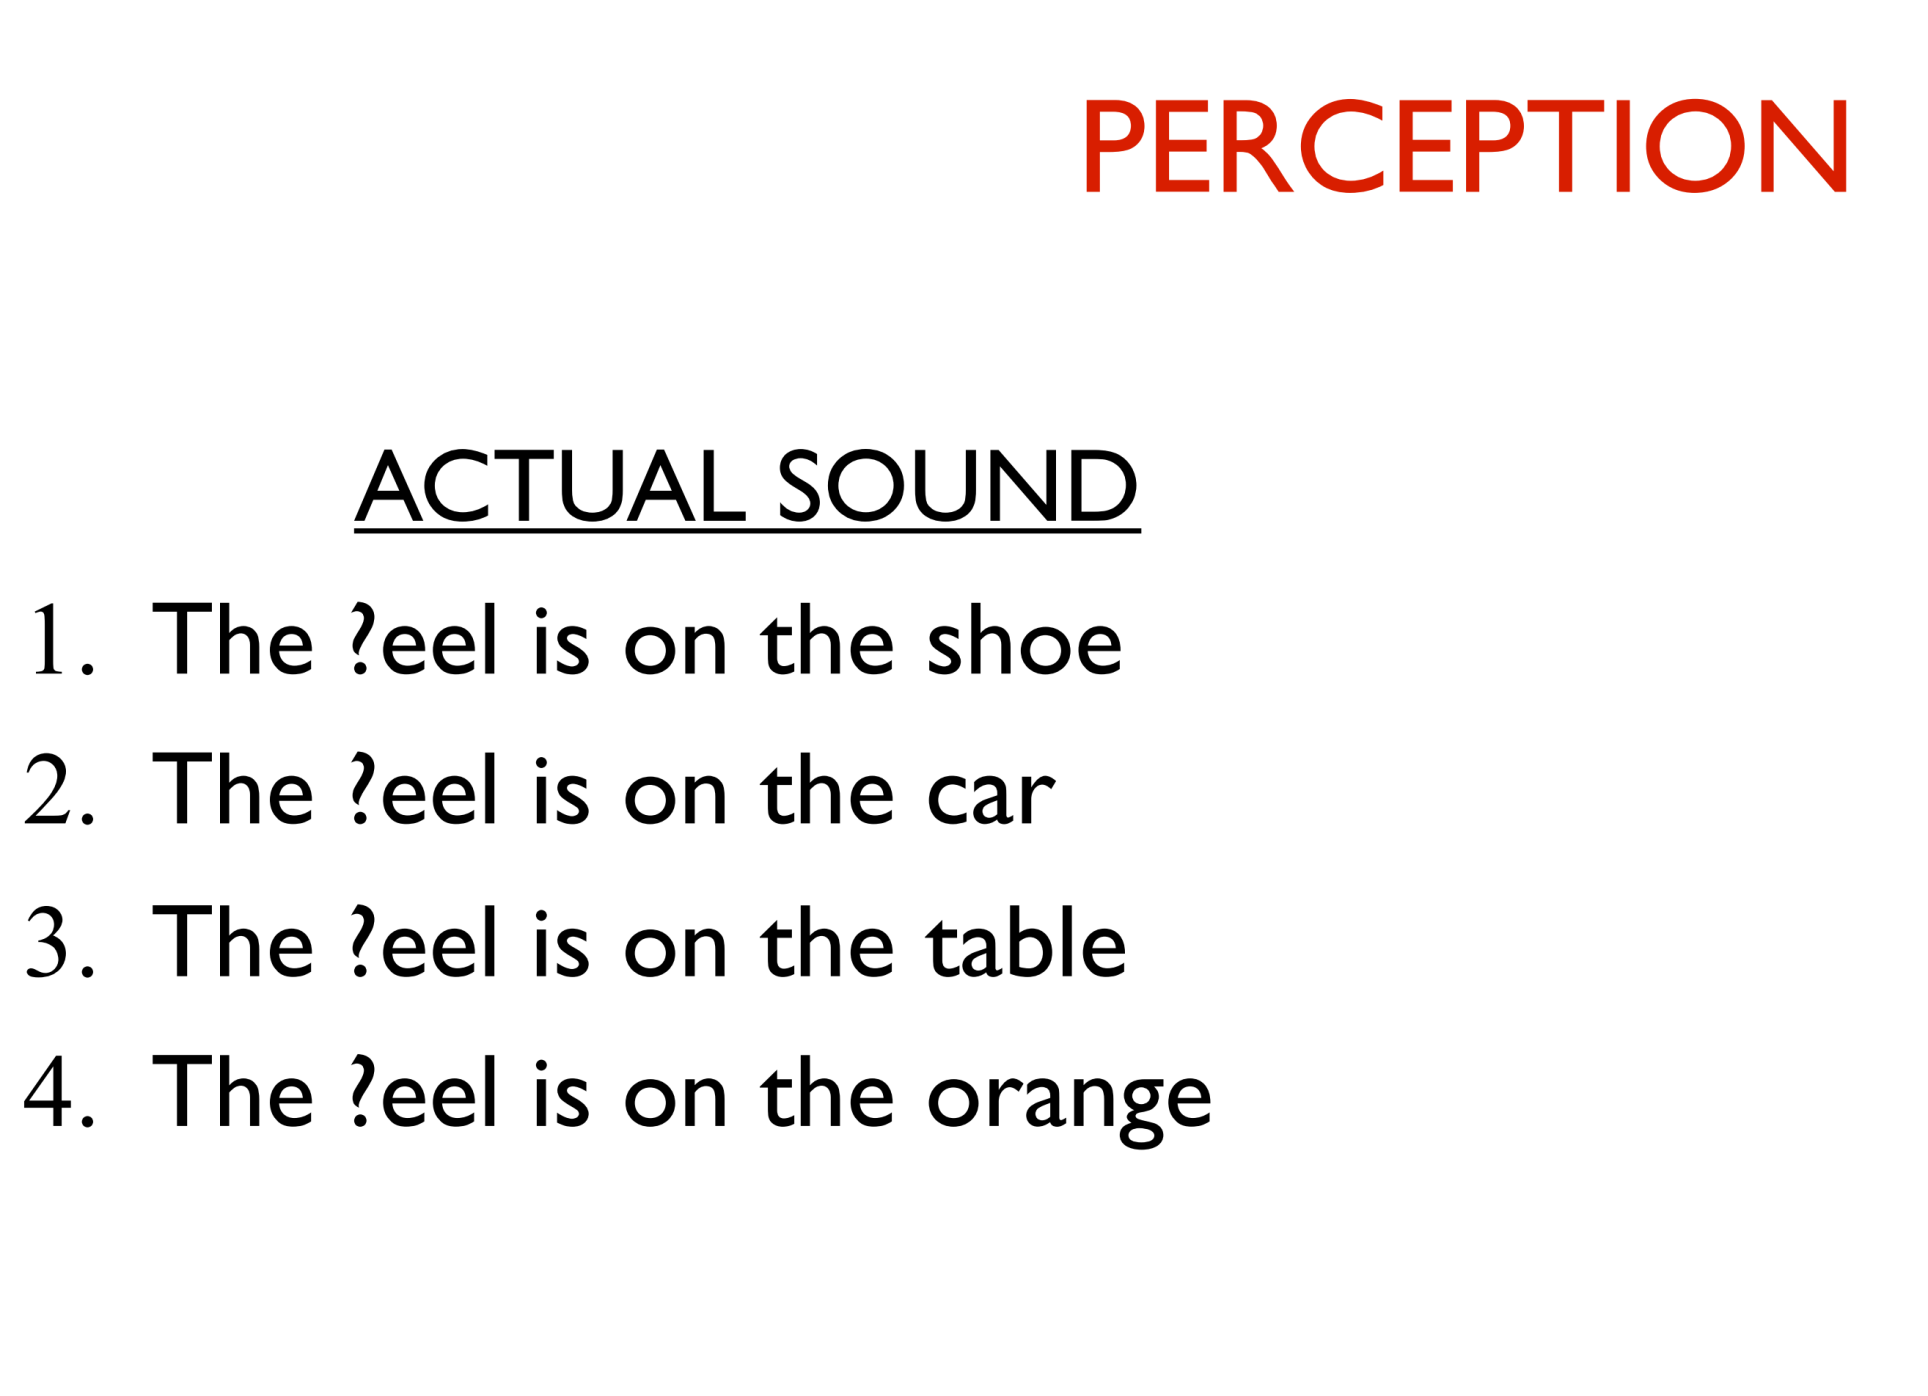 PERCEPTION
ACTUAL SOUND
1. The ?eel is on the shoe
2. The ?eel is on the car
3. The ?eel is on the table
4. The ?eel is on the orange